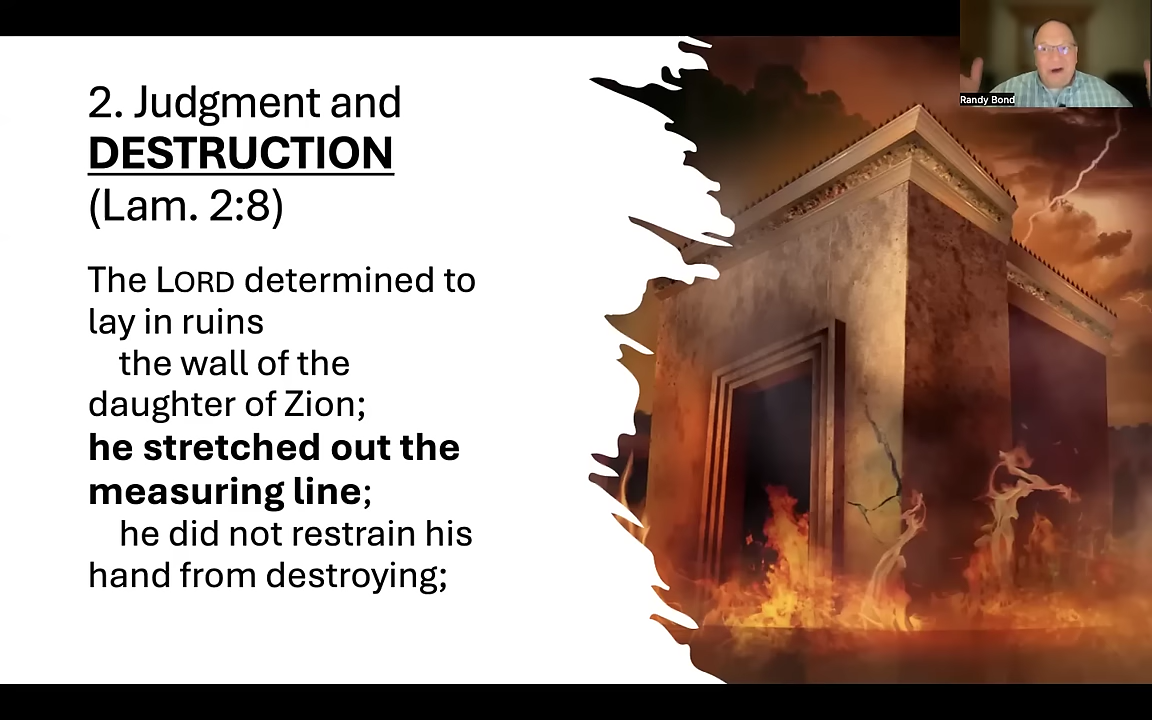 2. Judgment and
DESTRUCTION
(Lam. 2:8)
The LORD determined to
lay in ruins
the wall of the
daughter of Zion;
he stretched out the
measuring line;
he did not restrain his
hand from destroying;
Randy Bond